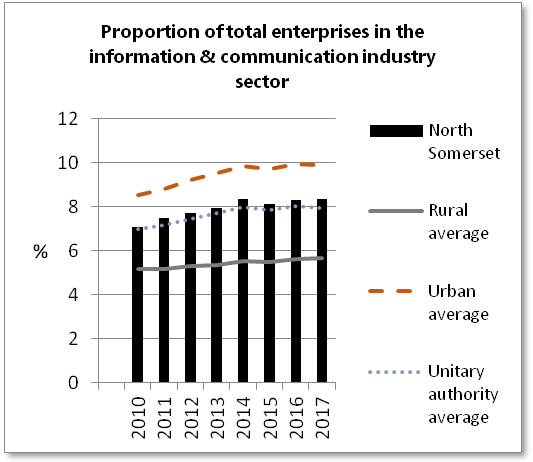 Proportion of total enterprises in the
information & communication industry
sector
12
10
8
6
4
2
0
%
2010
2011
2012
2013
2014
2015
2016
2017
North
Somerset
Rural
average
Urban
average
Unitary
authority
average